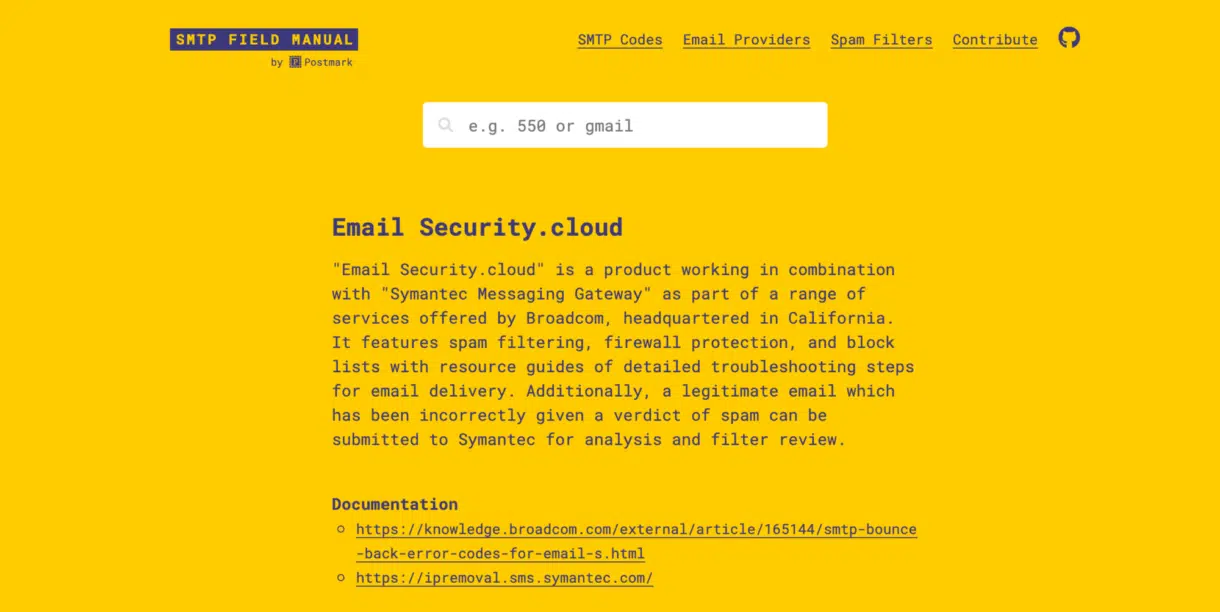 SMTP FIELD MANUAL
by Postmark
SMTP Codes Email Providers Spam Filters Contribute
e.g. 550 or gmail
Email Security.cloud
"Email Security.cloud" is a product working in combination
with "Symantec Messaging Gateway" as part of a range of
services offered by Broadcom, headquartered in California.
It features spam filtering, firewall protection, and block
lists with resource guides of detailed troubleshooting steps
for email delivery. Additionally, a legitimate email which
has been incorrectly given a verdict of spam can be
submitted to Symantec for analysis and filter review.
Documentation
https://knowledge.broadcom.com/external/article/165144/smtp-bounce
-back-error-codes-for-email-s.html
https://ipremoval.sms.symantec.com/